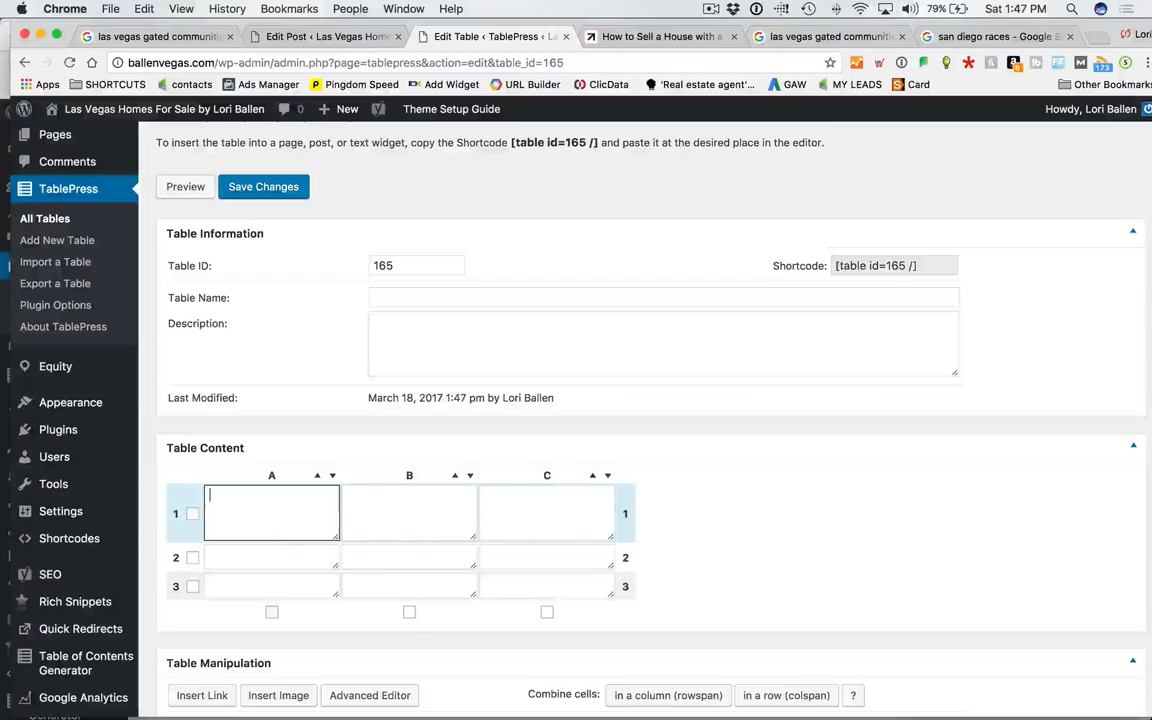 Chrome File Edit View History Bookmarks People Window Help 79% Sat 1:47 PM
las vegas gated communiti × Edit Post ‹ Las Vegas Home × Edit Table ‹ TablePress ‹ La × How to Sell a House with a × las vegas gated communiti × san diego races - Google S × Lori
ballenvegas.com/wp-admin/admin.php?page=tablepress&action=edit&table_id=165
Apps SHORTCUTS contacts Ads Manager Add Widget Pingdom Speed URL Builder ClicData 'Real estate agent'... GAW MY LEADS Card 173 Other Bookmarks
Las Vegas Homes For Sale by Lori Ballen 0 + New Theme Setup Guide Howdy, Lori Ballen
Pages
To insert the table into a page, post, or text widget, copy the Shortcode [table id=165 /] and paste it at the desired place in the editor.
Comments
TablePress
Preview Save Changes
All Tables
Add New Table
Import a Table
Export a Table
Plugin Options
About TablePress
Table Information
Table ID: 165 Shortcode: [table id=165 /]
Table Name:
Description:
Last Modified: March 18, 2017 1:47 pm by Lori Ballen
Equity
Appearance
Plugins
Users
Tools
Settings
Shortcodes
SEO
Rich Snippets
Quick Redirects
Table of Contents
Generator
Google Analytics
Table Content
A B C
1 1
2 2
3 3
Table Manipulation
Insert Link Insert Image Advanced Editor Combine cells: in a column (rowspan) in a row (colspan) ?